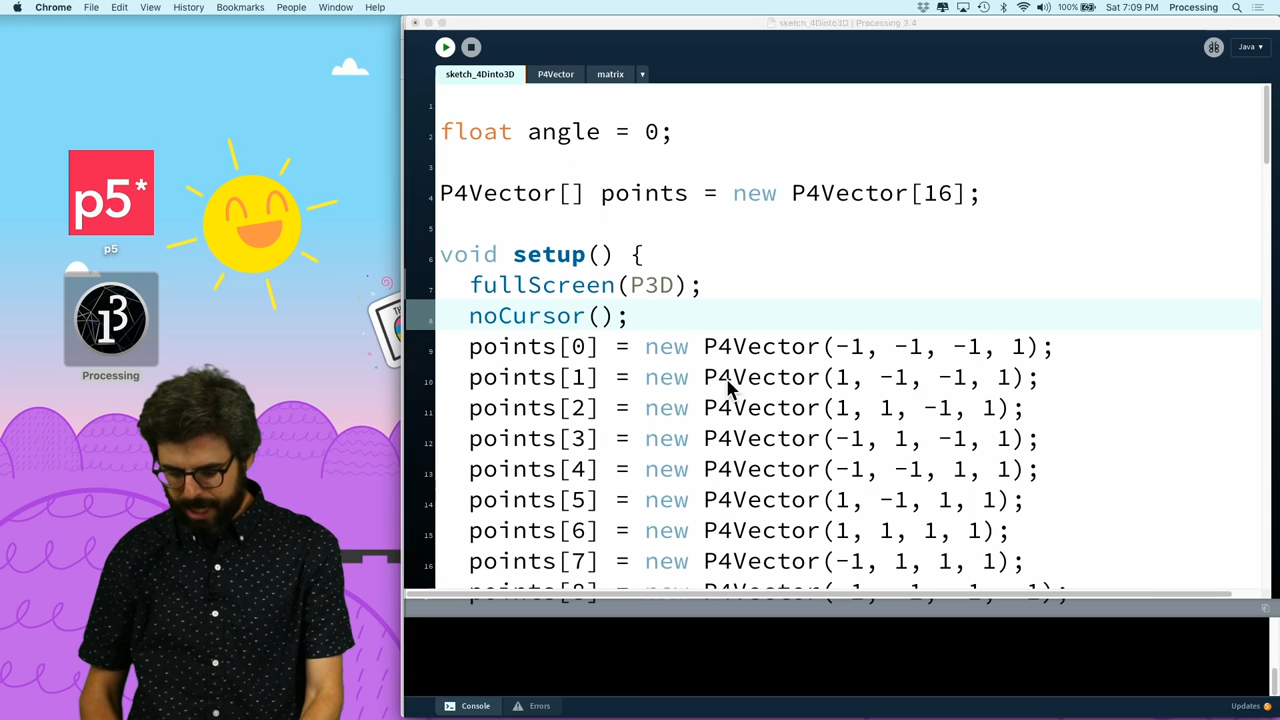 Chrome File Edit View History Bookmarks People Window Help 100% Sat 7:09 PM Processing
sketch_4Dinto3D | Processing 3.4
Java
sketch_4Dinto3D P4Vector matrix
1
2 float angle = 0;
3
4 P4Vector[] points = new P4Vector[16];
5
6 void setup() {
7 fullScreen(P3D);
8 noCursor();
9 points[0] = new P4Vector(-1, -1, -1, 1);
10 points[1] = new P4Vector(1, -1, -1, 1);
11 points[2] = new P4Vector(1, 1, -1, 1);
12 points[3] = new P4Vector(-1, 1, -1, 1);
13 points[4] = new P4Vector(-1, -1, 1, 1);
14 points[5] = new P4Vector(1, -1, 1, 1);
15 points[6] = new P4Vector(1, 1, 1, 1);
16 points[7] = new P4Vector(-1, 1, 1, 1);
p5*
p5
Processing
Console Errors Updates